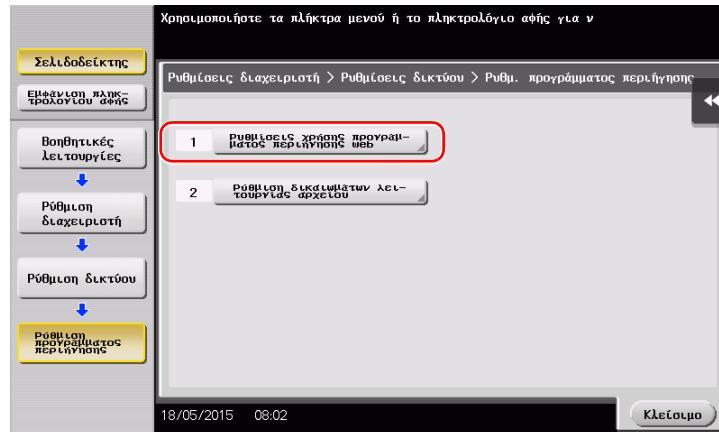 Χρησιμοποιήστε τα πλήκτρα μενού ή το πληκτρολόγιο αφής για ν
Σελιδοδείκτης
Εμφάνιση πληκ-
τρολογίου αφής
Βοηθητικές
λειτουργίες
Ρύθμιση
διαχειριστή
Ρύθμιση δικτύου
Ρύθμιση
προγράμματος
περιήγησης
Ρυθμίσεις διαχειριστή > Ρυθμίσεις δικτύου > Ρυθμ. προγράμματος περιήγησης
1 Ρυθμίσεις χρήσης προγράμ-
ματος περιήγησης web
2 Ρύθμιση δικαιωμάτων λει-
τουργίας αρχείου
18/05/2015 08:02
Κλείσιμο